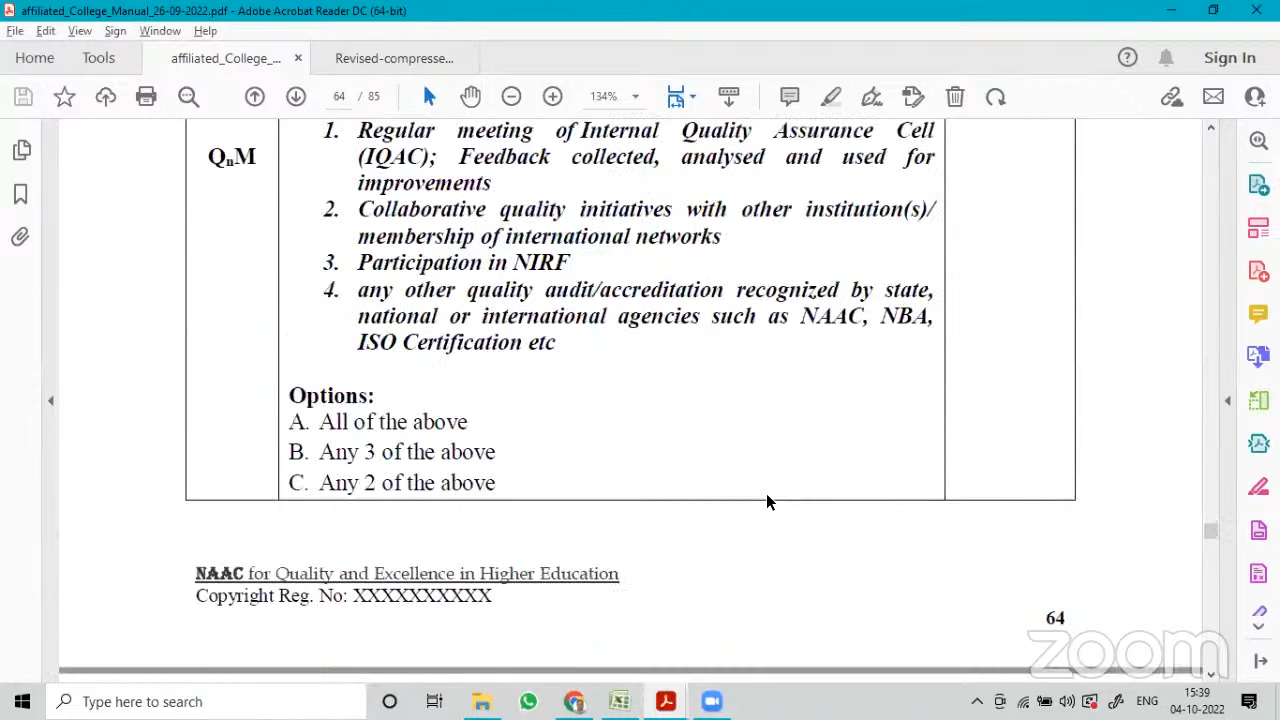 affiliated_College_Manual_26-09-2022.pdf - Adobe Acrobat Reader DC (64-bit)
File Edit View Sign Window Help
Home Tools affiliated_College_... × Revised-compresse... Sign In
64 / 85 134%
1. Regular meeting of Internal Quality Assurance Cell
QnM (IQAC); Feedback collected, analysed and used for
improvements
2. Collaborative quality initiatives with other institution(s)/
membership of international networks
3. Participation in NIRF
4. any other quality audit/accreditation recognized by state,
national or international agencies such as NAAC, NBA,
ISO Certification etc
Options:
A. All of the above
B. Any 3 of the above
C. Any 2 of the above
NAAC for Quality and Excellence in Higher Education
Copyright Reg. No: XXXXXXXXXX
64
zoom
Type here to search
ENG
15:39
04-10-2022